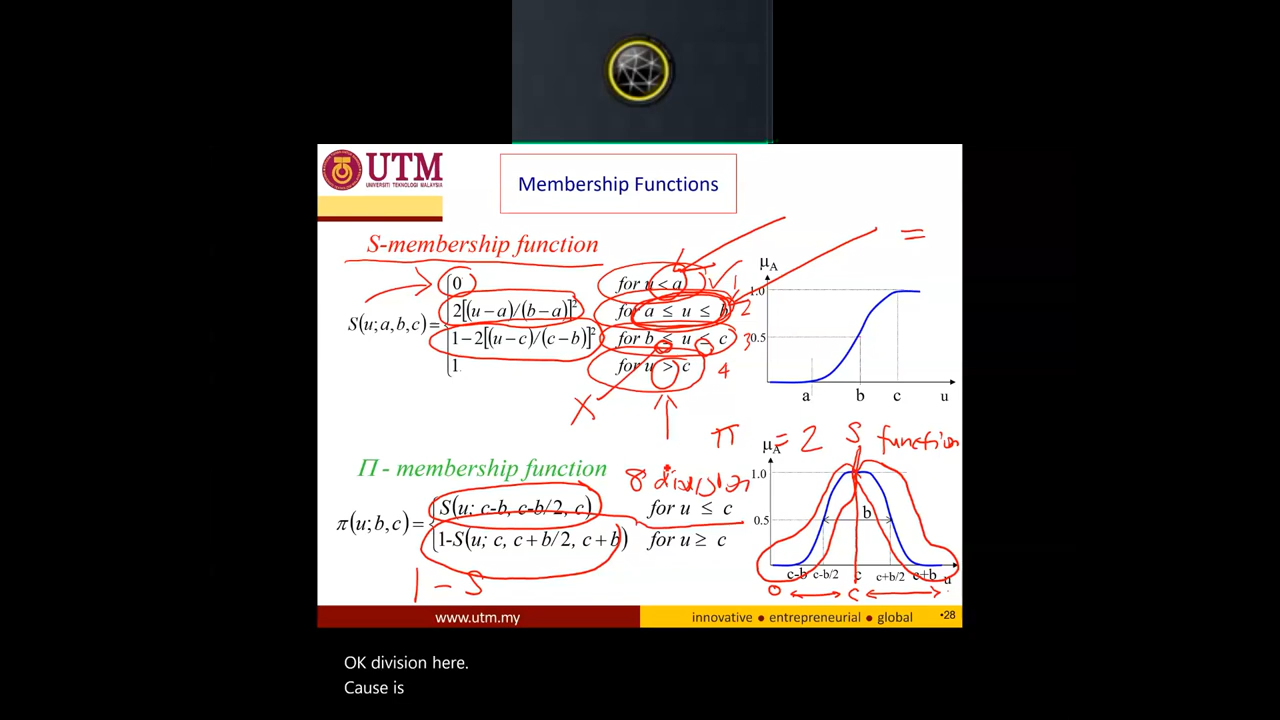 UTM
UNIVERSITI TEKNOLOGI MALAYSIA
Membership Functions
S-membership function
S(u;a,b,c)=
0 for u < a 1
2[(u−a)/(b−a)]² for a ≤ u ≤ b 2
1−2[(u−c)/(c−b)]² for b ≤ u ≤ c 3
1 for u > c 4
X
=
μA
1.0
0.5
a b c u
π = 2 S function
Π - membership function
8 division
π(u;b,c)=
S(u; c-b, c-b/2, c) for u ≤ c
1-S(u; c, c+b/2, c+b) for u ≥ c
1 - S
μA
1.0
0.5
b
c-b c-b/2 c c+b/2 c+b u
0 c
www.utm.my
innovative ● entrepreneurial ● global
•28
OK division here.
Cause is